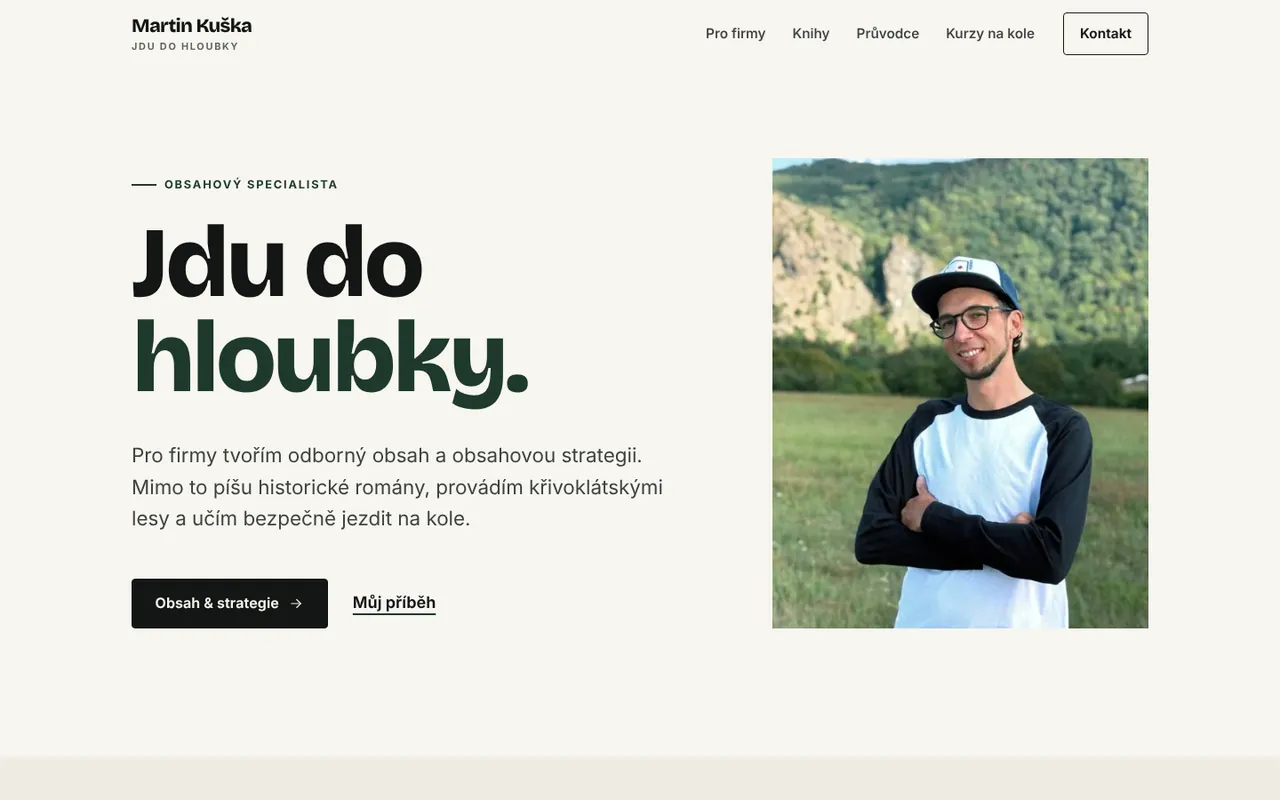 Martin Kuška
JDU DO HLOUBKY
Pro firmy
Knihy
Průvodce
Kurzy na kole
Kontakt
OBSAHOVÝ SPECIALISTA
Jdu do
hloubky.
Pro firmy tvořím odborný obsah a obsahovou strategii.
Mimo to píšu historické romány, provádím křivoklátskými
lesy a učím bezpečně jezdit na kole.
Obsah & strategie →
Můj příběh